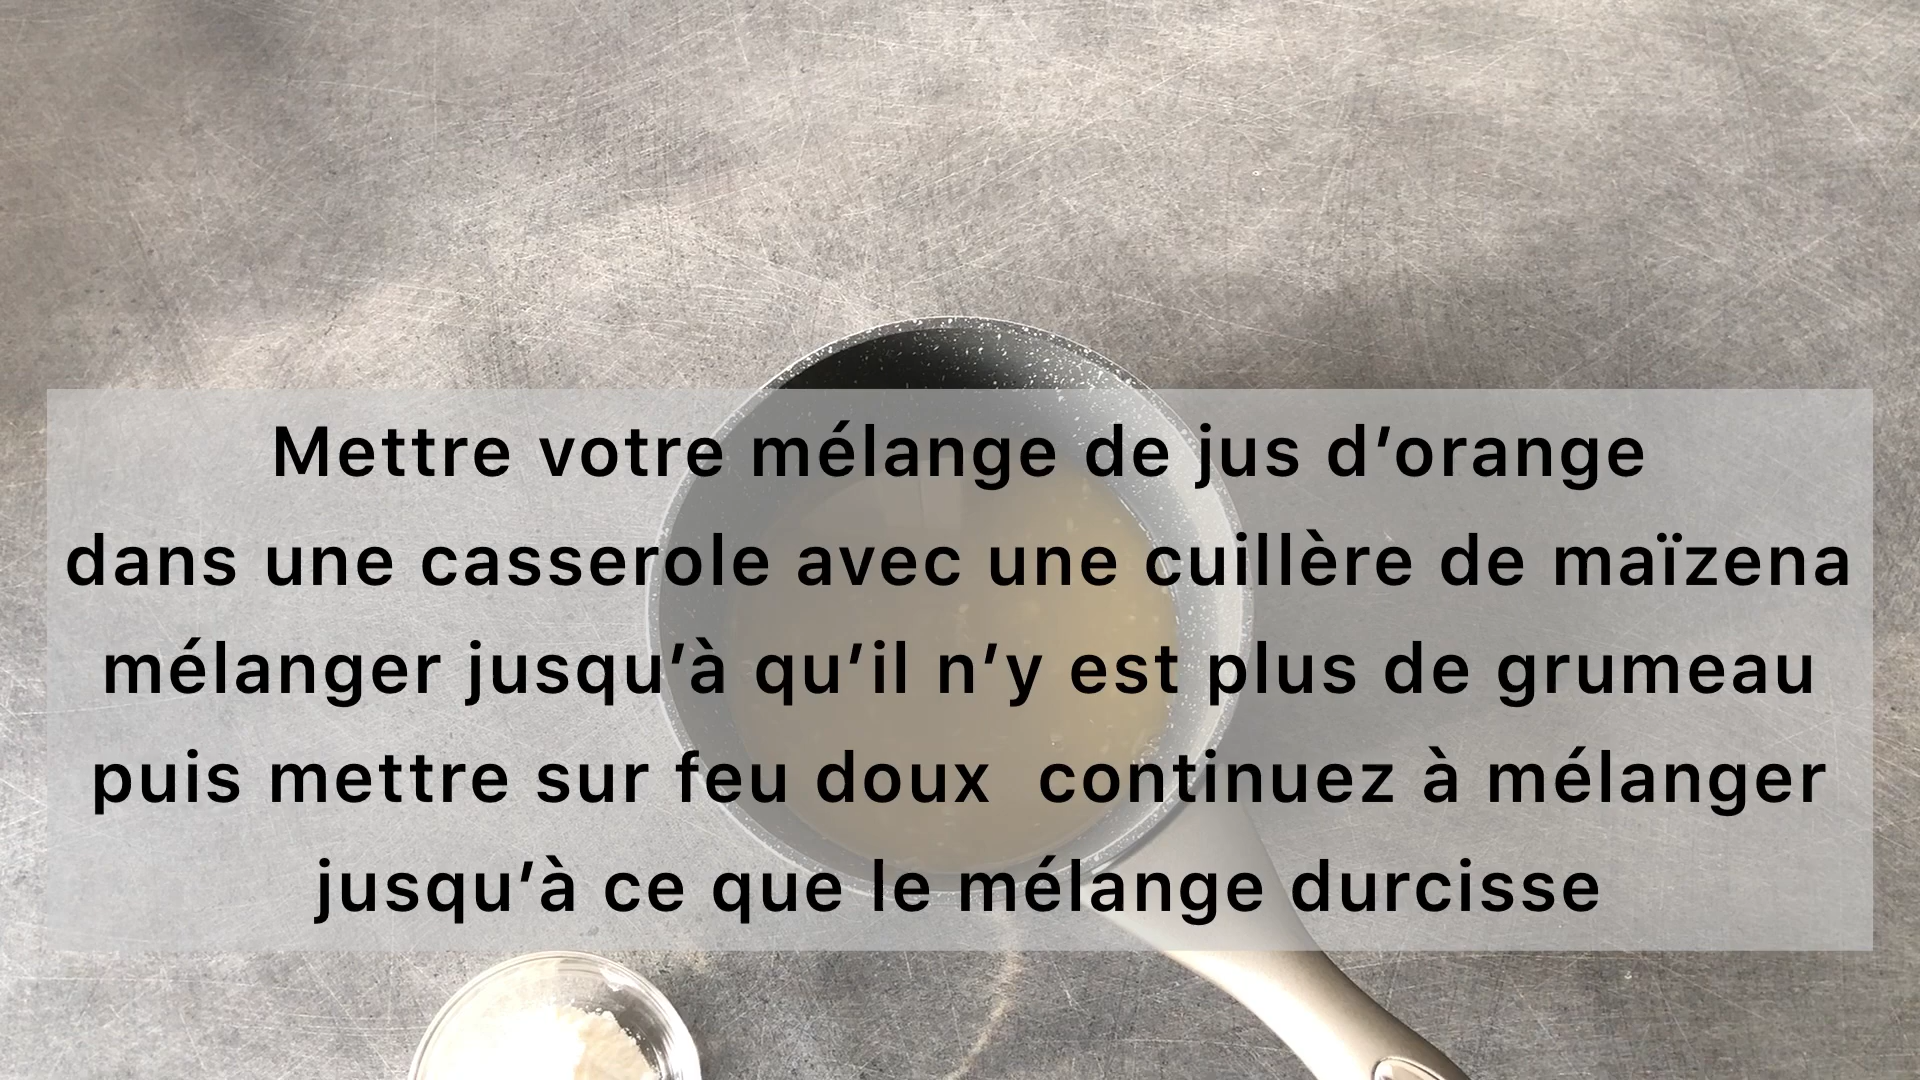 Mettre votre mélange de jus d’orange
dans une casserole avec une cuillère de maïzena
mélanger jusqu’à qu’il n’y est plus de grumeau
puis mettre sur feu doux  continuez à mélanger
jusqu’à ce que le mélange durcisse